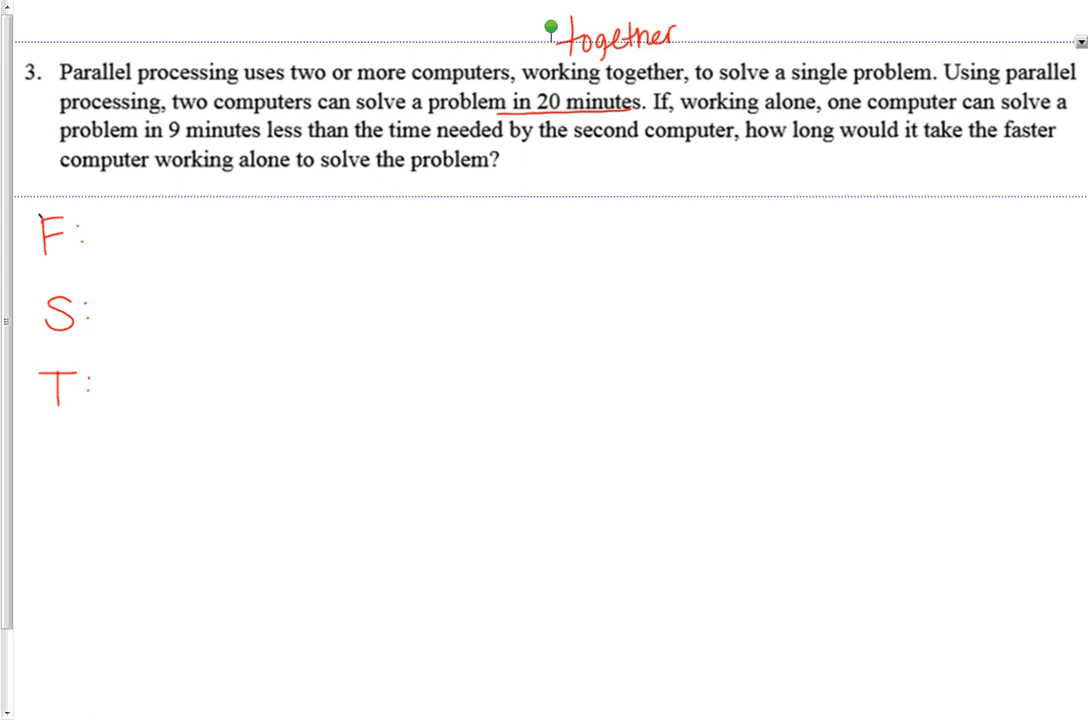 together
3. Parallel processing uses two or more computers, working together, to solve a single problem. Using parallel
processing, two computers can solve a problem in 20 minutes. If, working alone, one computer can solve a
problem in 9 minutes less than the time needed by the second computer, how long would it take the faster
computer working alone to solve the problem?
F:
S:
T: